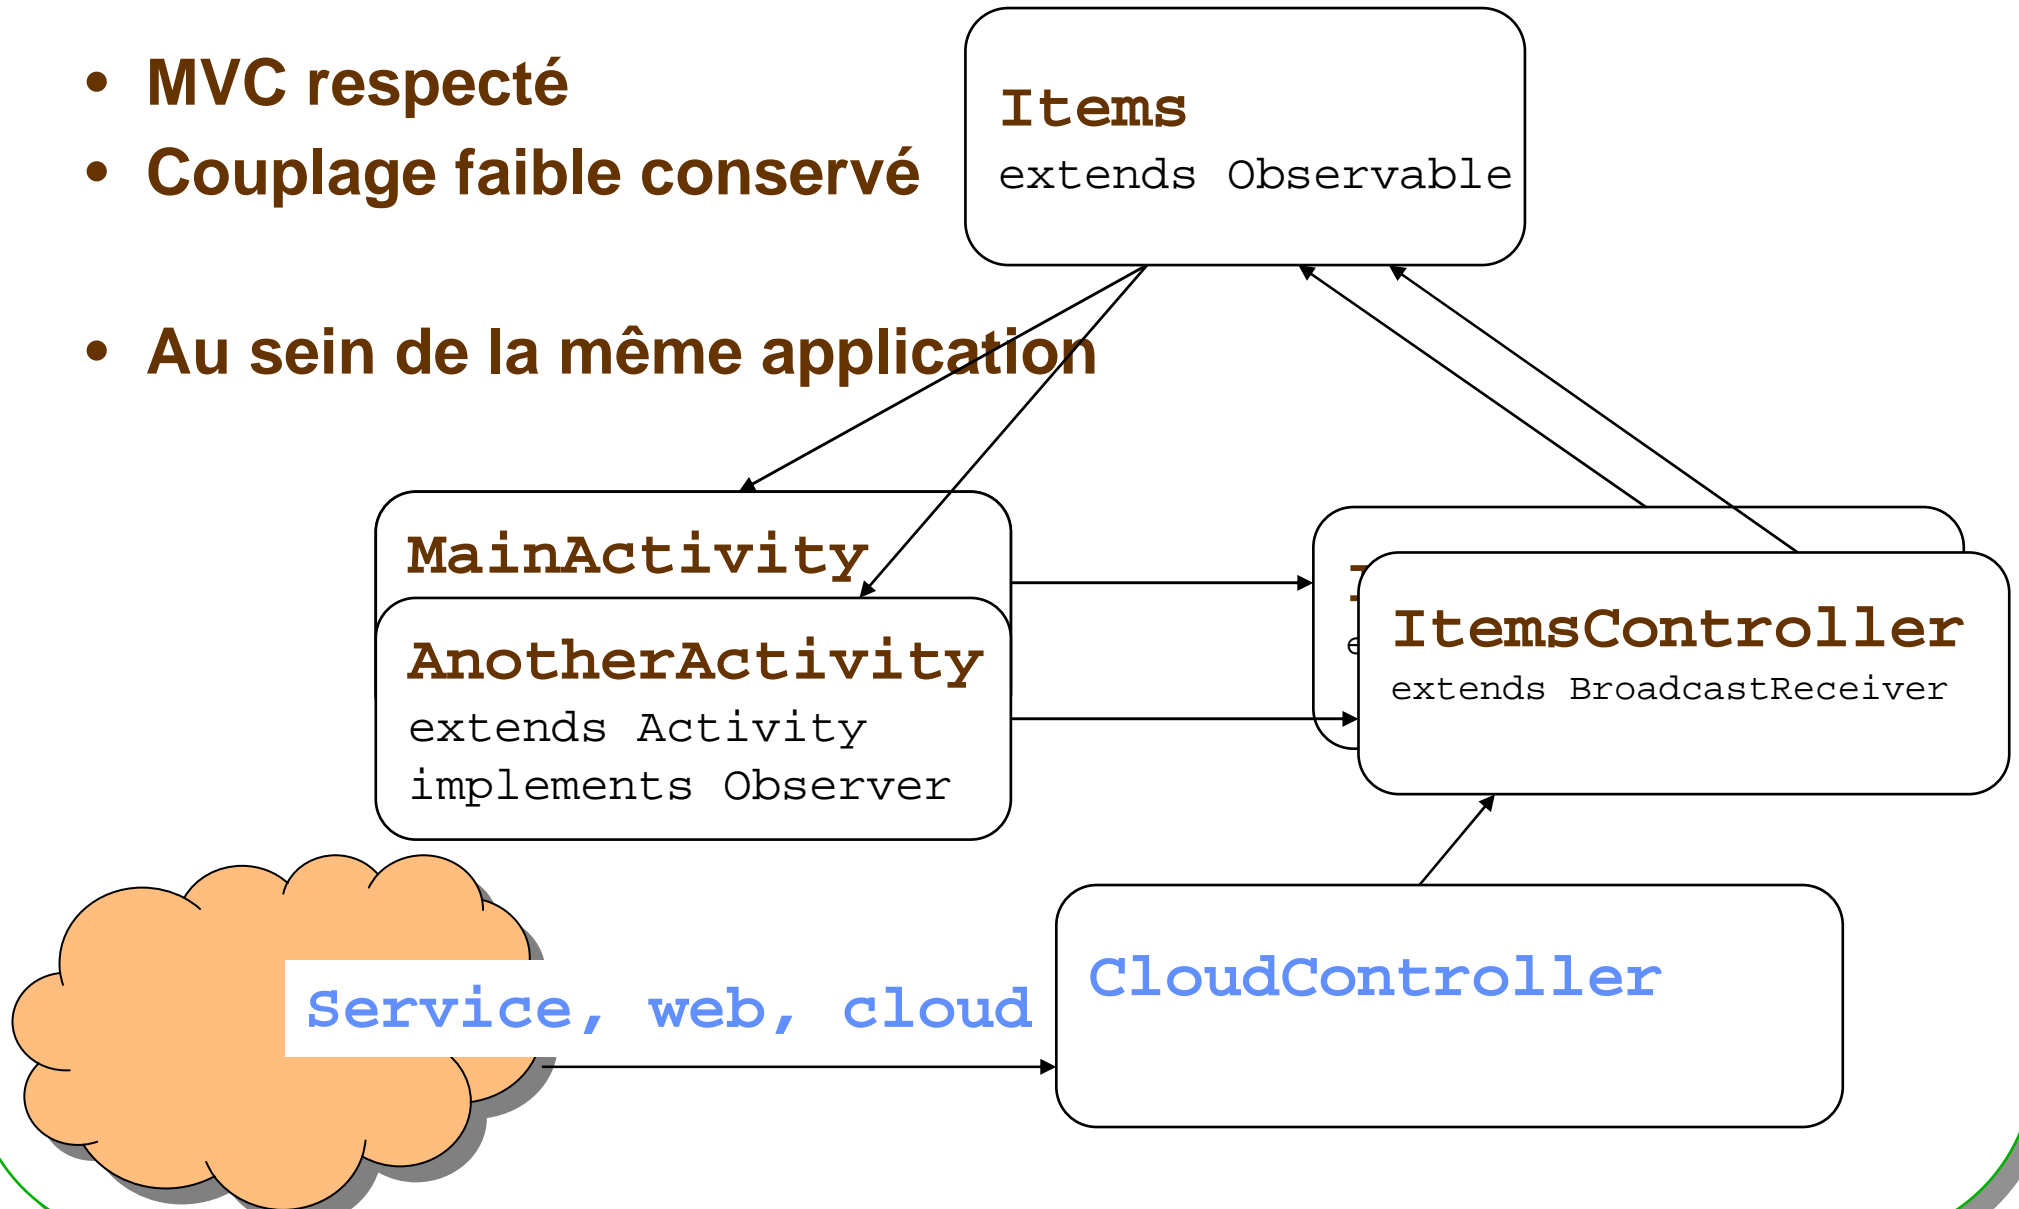 • MVC respecté
• Couplage faible conservé
• Au sein de la même application
Items
extends Observable
MainActivity
AnotherActivity
extends Activity
implements Observer
ItemsController
extends BroadcastReceiver
Service, web, cloud
CloudController